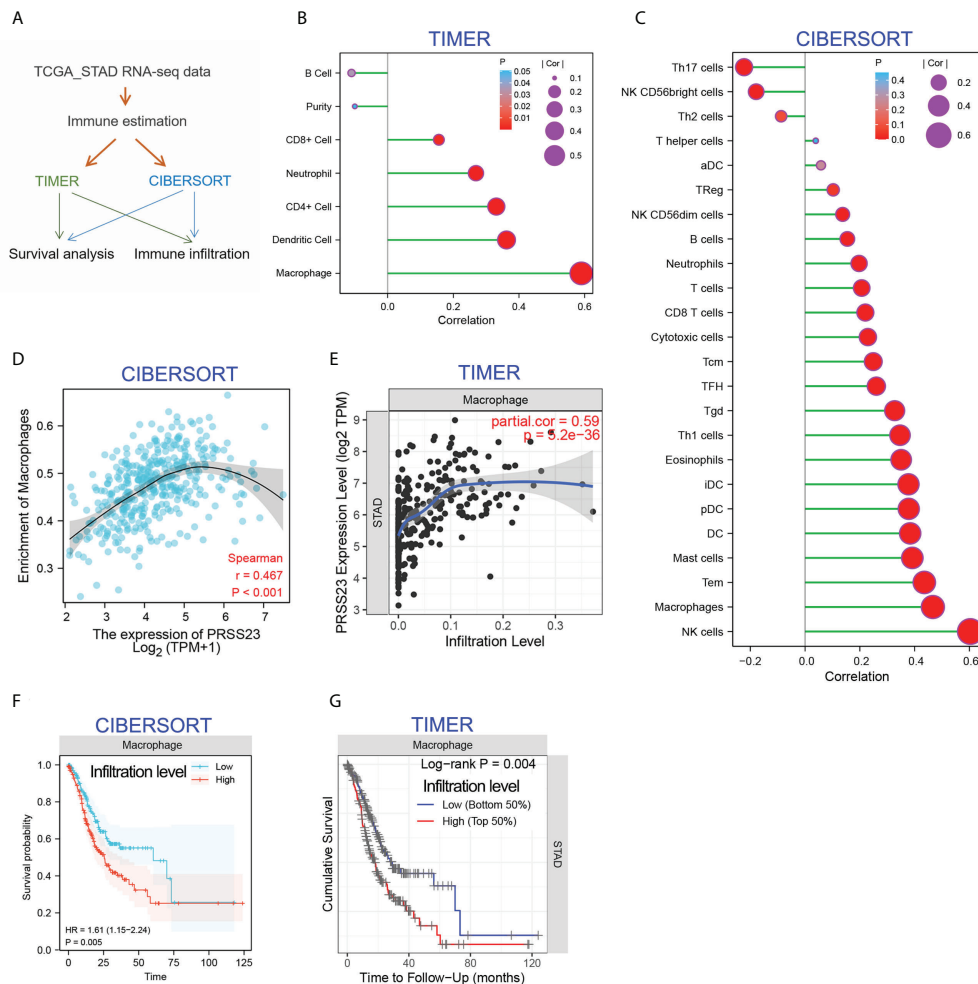 A
TCGA_STAD RNA-seq data
Immune estimation
TIMER
CIBERSORT
Survival analysis
Immune infiltration
B
TIMER
B Cell
Purity
CD8+ Cell
Neutrophil
CD4+ Cell
Dendritic Cell
Macrophage
0.0
0.2
0.4
0.6
Correlation
P
0.05
0.04
0.03
0.02
0.01
| Cor |
0.1
0.2
0.3
0.4
0.5
C
CIBERSORT
Th17 cells
NK CD56bright cells
Th2 cells
T helper cells
aDC
TReg
NK CD56dim cells
B cells
Neutrophils
T cells
CD8 T cells
Cytotoxic cells
Tcm
TFH
Tgd
Th1 cells
Eosinophils
iDC
pDC
DC
Mast cells
Tem
Macrophages
NK cells
−0.2
0.0
0.2
0.4
0.6
Correlation
P
0.4
0.3
0.2
0.1
0.0
| Cor |
0.2
0.4
0.6
D
CIBERSORT
Enrichment of Macrophages
0.6
0.5
0.4
0.3
Spearman
r = 0.467
P < 0.001
2
3
4
5
6
7
The expression of PRSS23
Log2 (TPM+1)
E
TIMER
Macrophage
STAD
PRSS23 Expression Level (log2 TPM)
partial.cor = 0.59
p = 5.2e−36
9
8
7
6
5
4
3
0.0
0.1
0.2
0.3
Infiltration Level
F
CIBERSORT
Macrophage
Infiltration level
Low
High
Survival probability
1.0
0.8
0.6
0.4
0.2
0.0
HR = 1.61 (1.15−2.24)
P = 0.005
0
25
50
75
100
125
Time
G
TIMER
Macrophage
Log−rank P = 0.004
Infiltration level
Low (Bottom 50%)
High (Top 50%)
STAD
Cumulative Survival
0
40
80
120
Time to Follow−Up (months)